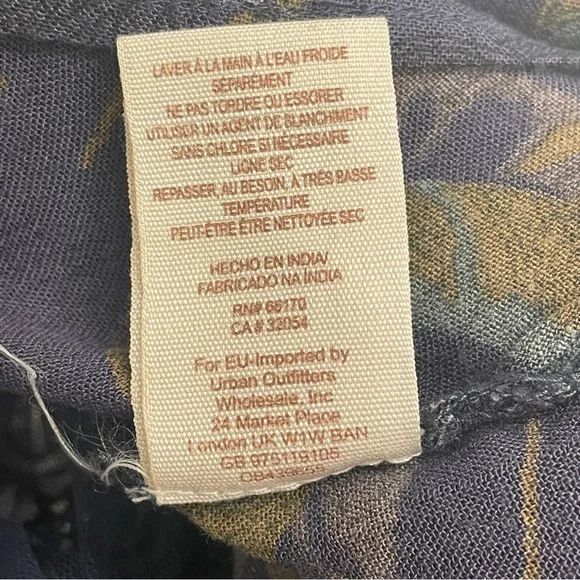 LAVER À LA MAIN À L'EAU FROIDE
SÉPARÉMENT
NE PAS TORDRE OU ESSORER
UTILISER UN AGENT DE BLANCHIMENT
SANS CHLORE SI NÉCESSAIRE
LIGNE SEC
REPASSER, AU BESOIN, À TRÈS BASSE
TEMPÉRATURE
PEUT-ÊTRE ÊTRE NETTOYÉE SEC
HECHO EN INDIA/
FABRICADO NA ÍNDIA
RN# 66170
CA # 32054
For EU-Imported by
Urban Outfitters
Wholesale, Inc
24 Market Place
London UK W1W BAN
GB 976119105